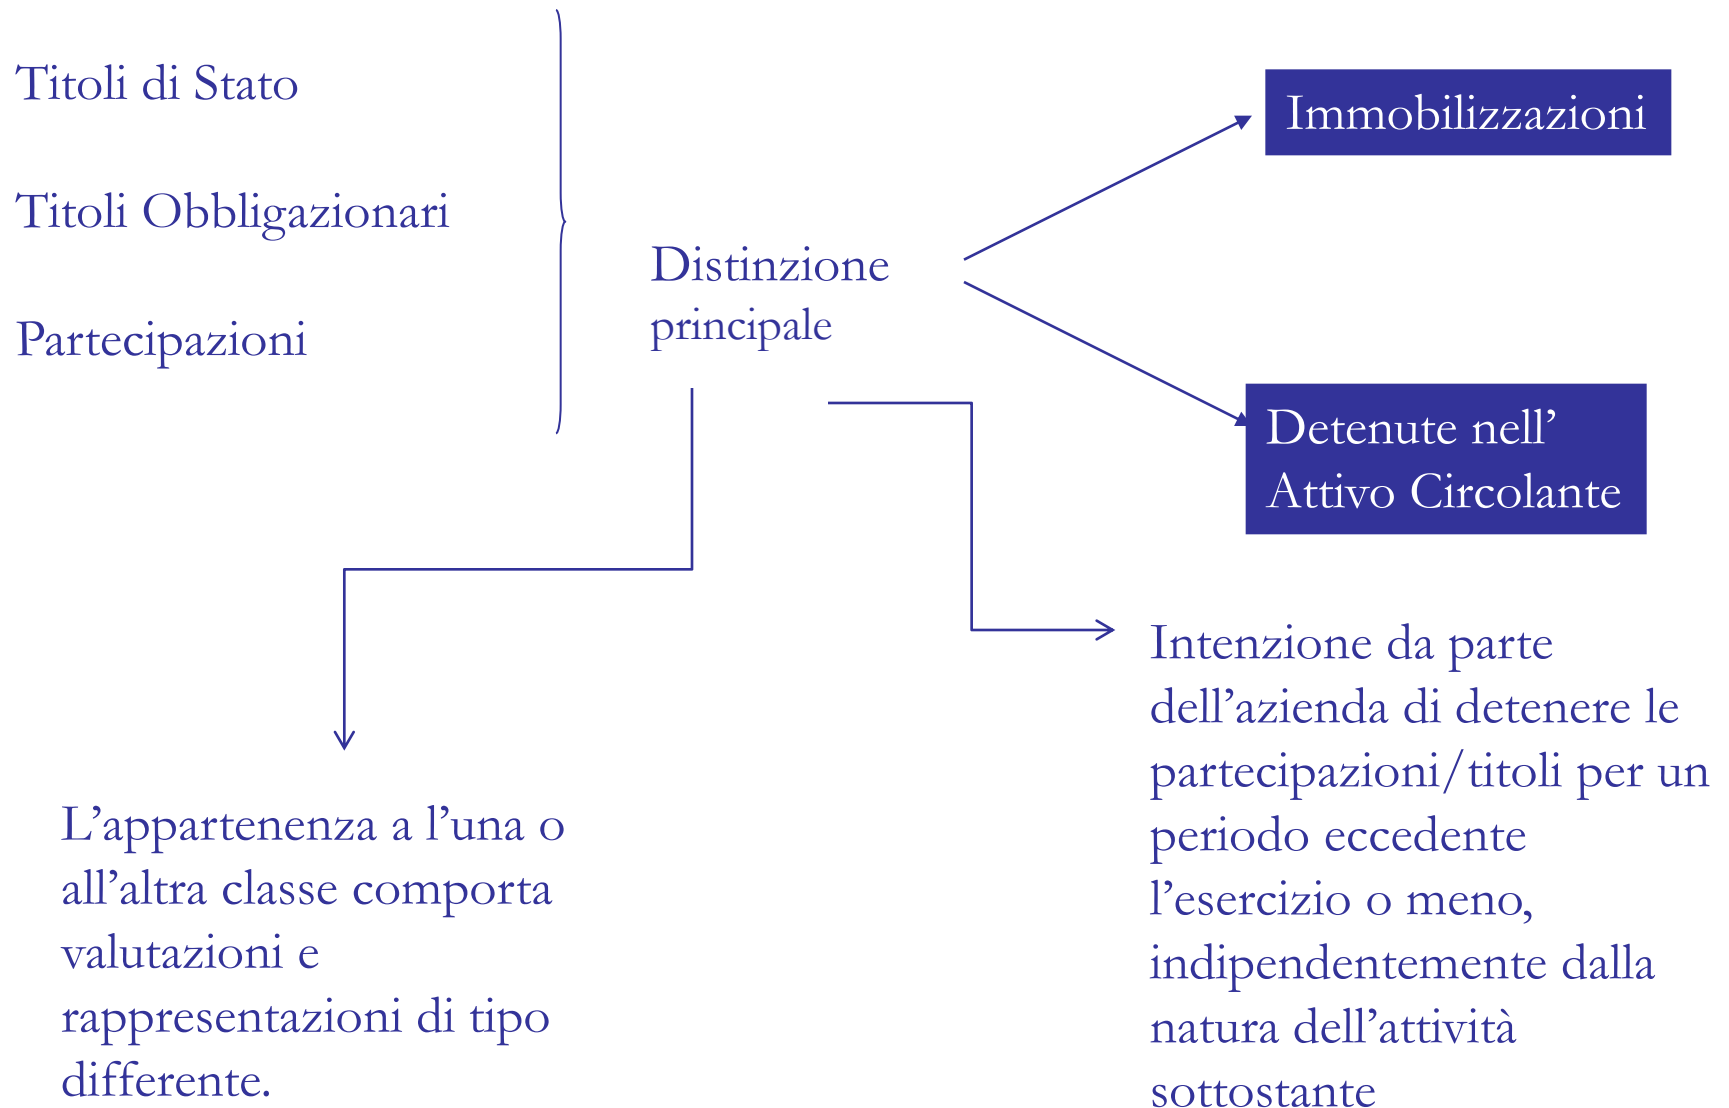 Titoli di Stato
Titoli Obbligazionari
Partecipazioni
Distinzione
principale
Immobilizzazioni
Detenute nell’
Attivo Circolante
L’appartenenza a l’una o
all’altra classe comporta
valutazioni e
rappresentazioni di tipo
differente.
Intenzione da parte
dell’azienda di detenere le
partecipazioni/titoli per un
periodo eccedente
l’esercizio o meno,
indipendentemente dalla
natura dell’attività
sottostante